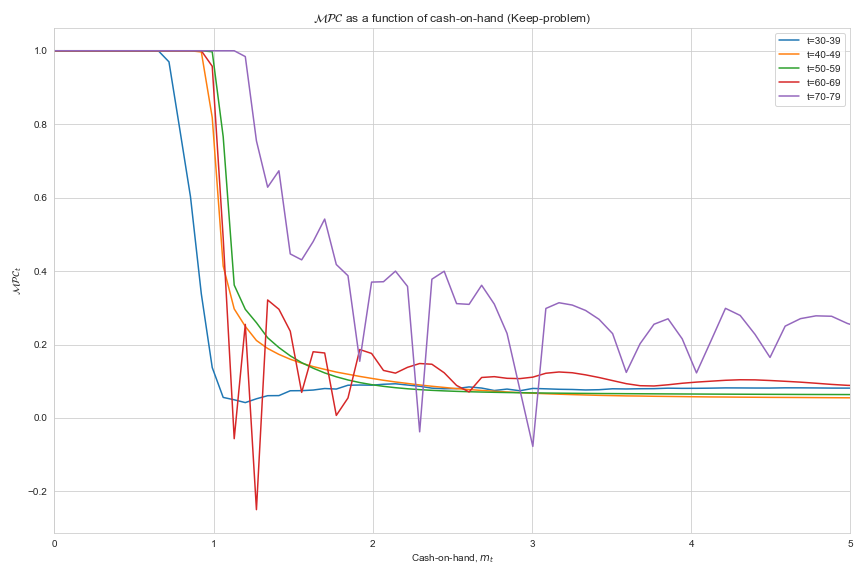 𝓜𝓟𝓒 as a function of cash-on-hand (Keep-problem)
1.0
0.8
0.6
0.4
0.2
0.0
−0.2
𝓜𝓟𝓒ₜ
t=30-39
t=40-49
t=50-59
t=60-69
t=70-79
0 1 2 3 4 5
Cash-on-hand, mₜ